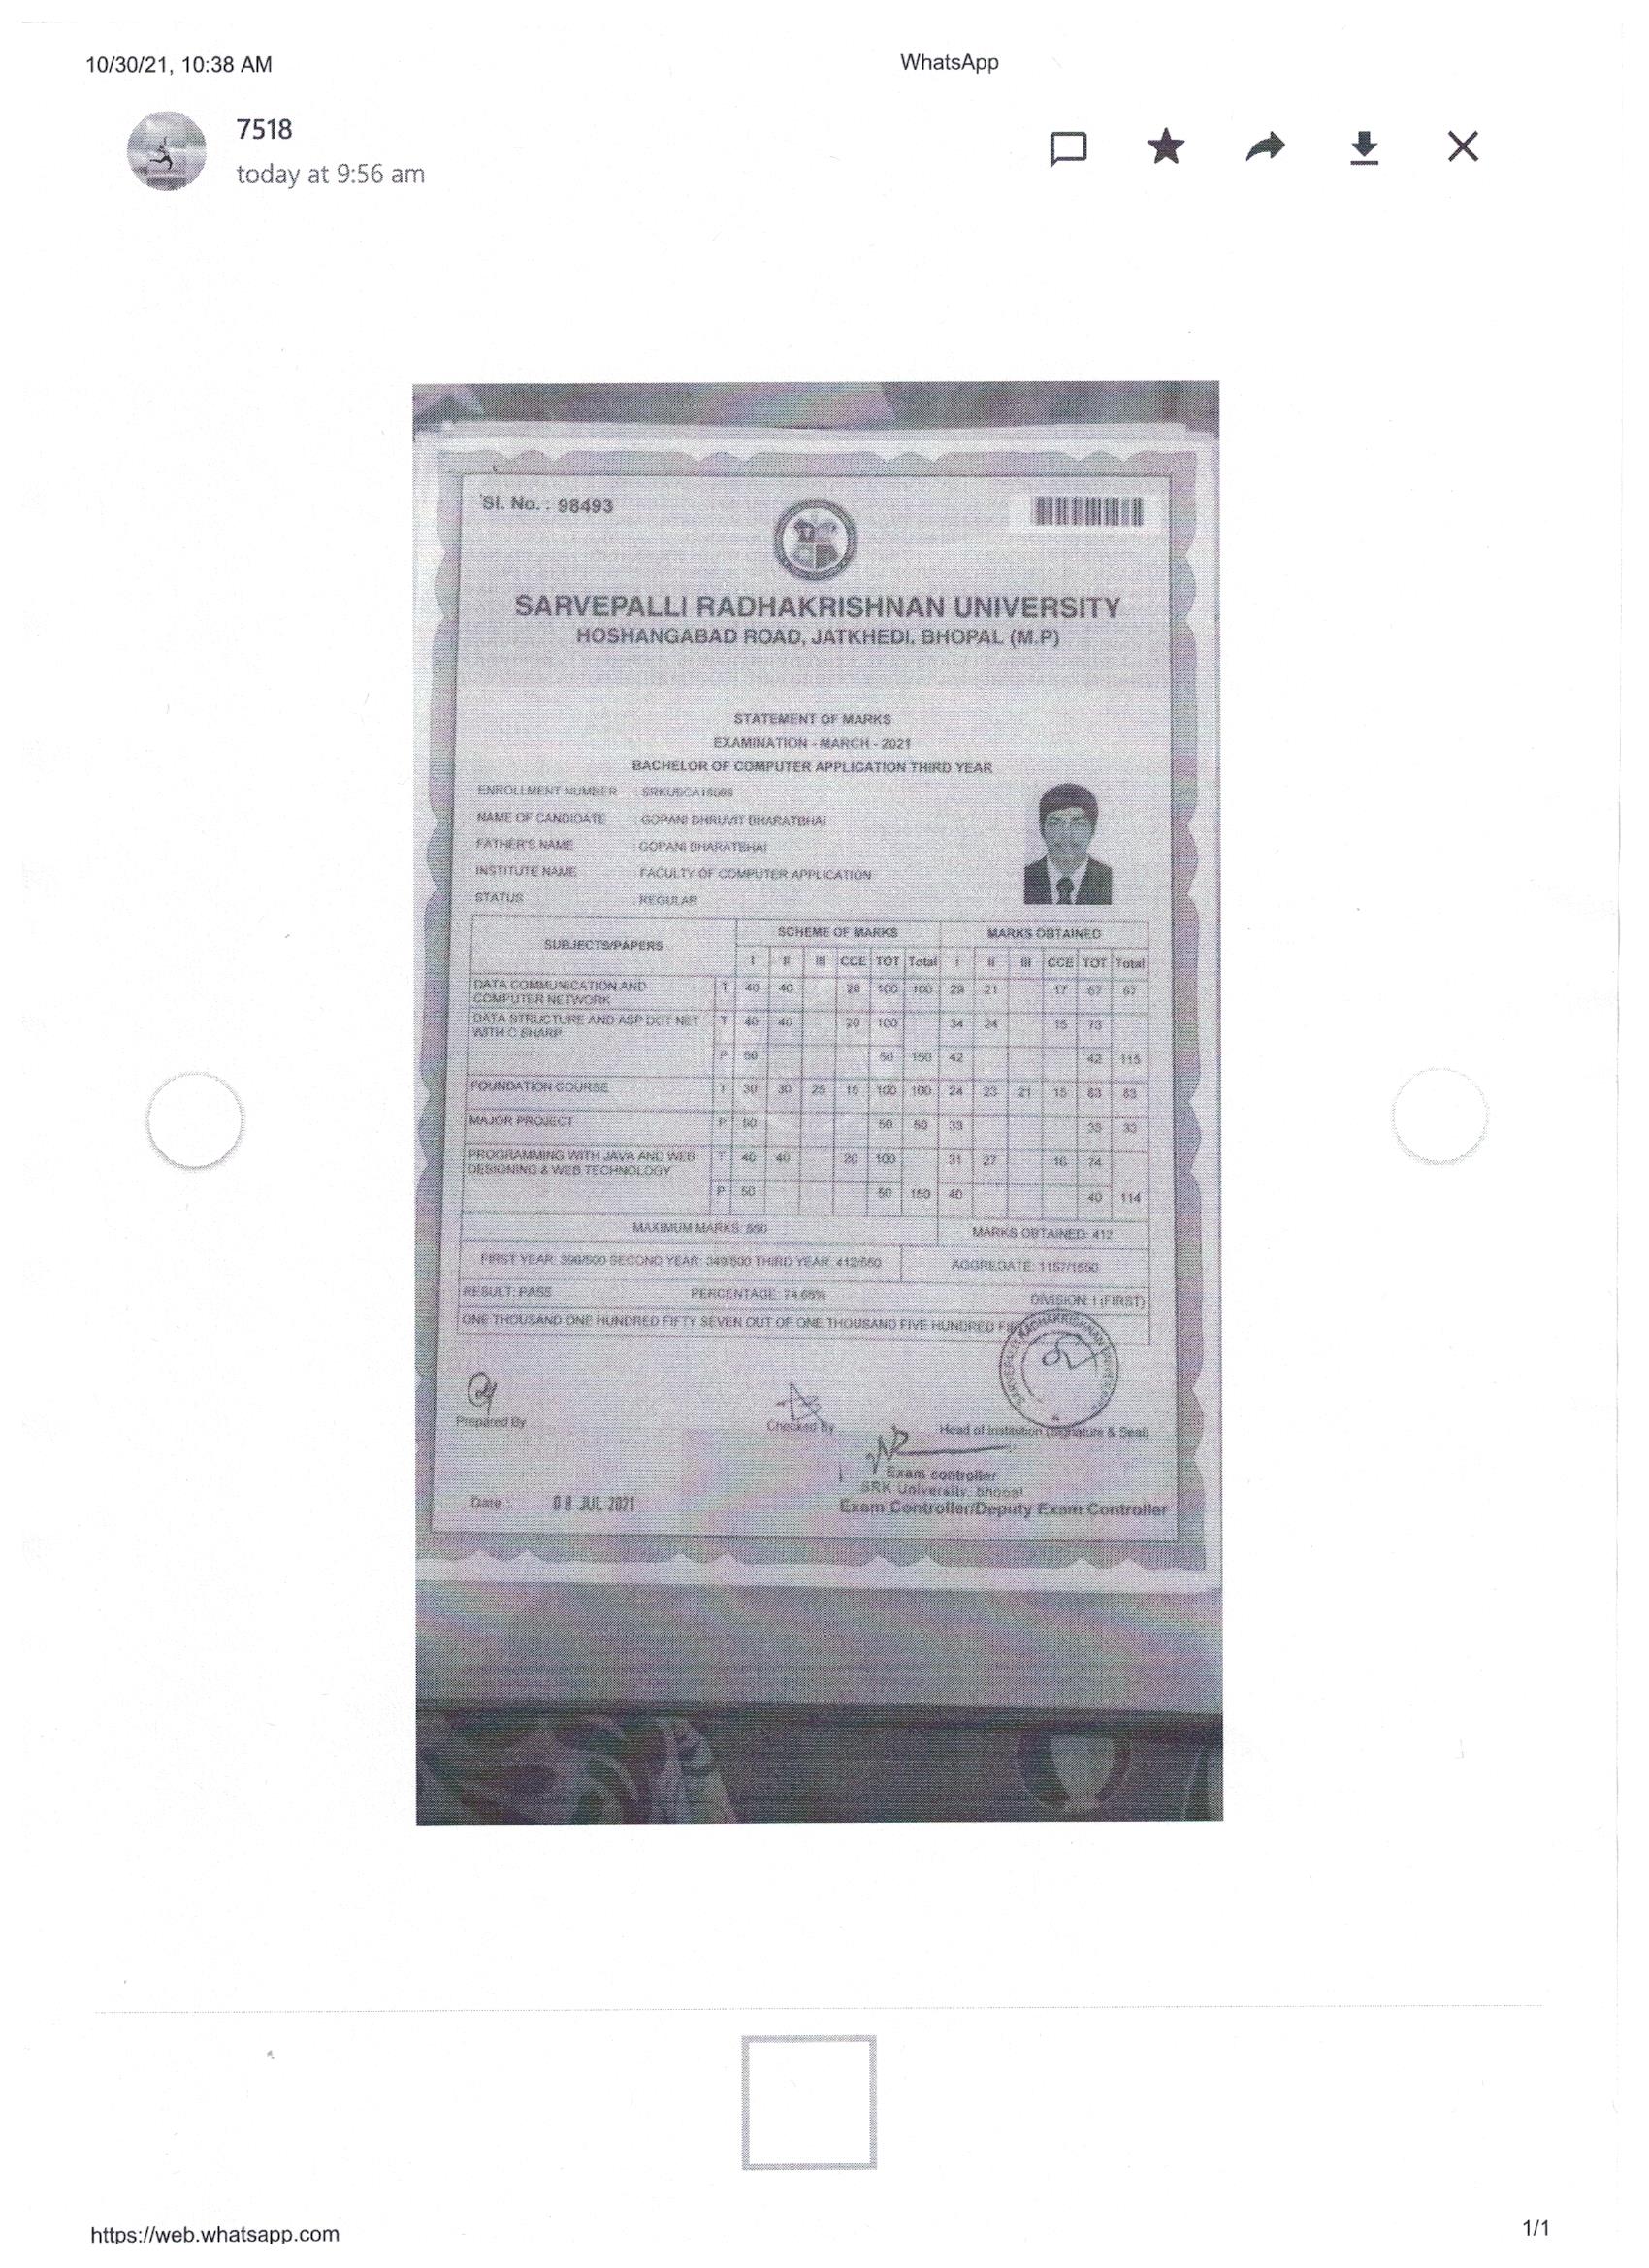 10/30/21, 10:38 AM
WhatsApp
7518
today at 9:56 am
Sl. No. : 98493
SARVEPALLI RADHAKRISHNAN UNIVERSITY
HOSHANGABAD ROAD, JATKHEDI, BHOPAL (M.P)
STATEMENT OF MARKS
EXAMINATION - MARCH - 2021
BACHELOR OF COMPUTER APPLICATION THIRD YEAR
ENROLLMENT NUMBER :
NAME OF CANDIDATE : GOPANI DHRUVIT BHARATBHAI
FATHER'S NAME : GOPANI BHARATBHAI
INSTITUTE NAME FACULTY OF COMPUTER APPLICATION
STATUS : REGULAR
SUBJECTS/PAPERS SCHEME OF MARKS MARKS OBTAINED
I II III CCE TOT Total I II III CCE TOT Total
DATA COMMUNICATION AND T 40 40 20 100 100 29 21 17 67 67
COMPUTER NETWORK
DATA STRUCTURE AND ASP DOT NET T 40 40 20 100 34 24 15 73
WITH C SHARP
P 50 50 150 42 42 115
FOUNDATION COURSE T 30 30 25 15 100 100 24 23 21 15 83 83
MAJOR PROJECT P 50 50 50 33 33 33
PROGRAMMING WITH JAVA AND WEB T 40 40 20 100 31 27 16 74
DESIGNING & WEB TECHNOLOGY
P 50 50 150 40 40 114
MAXIMUM MARKS: 550 MARKS OBTAINED: 412
FIRST YEAR: 396/500 SECOND YEAR: 349/500 THIRD YEAR: 412/550 AGGREGATE: 1157/1550
RESULT: PASS PERCENTAGE: 74.65% DIVISION: I (FIRST)
ONE THOUSAND ONE HUNDRED FIFTY SEVEN OUT OF ONE THOUSAND FIVE HUNDRED
Prepared By
Checked By
Head of Institution (Signature & Seal)
Exam controller
SRK University, Bhopal
Date : 08 JUL 2021
Exam Controller/Deputy Exam Controller
https://web.whatsapp.com
1/1